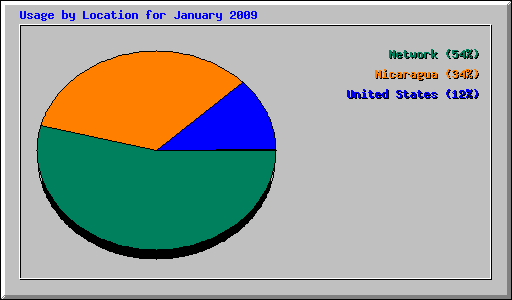 Usage by Location for January 2009
Network (54%)
Nicaragua (34%)
United States (12%)